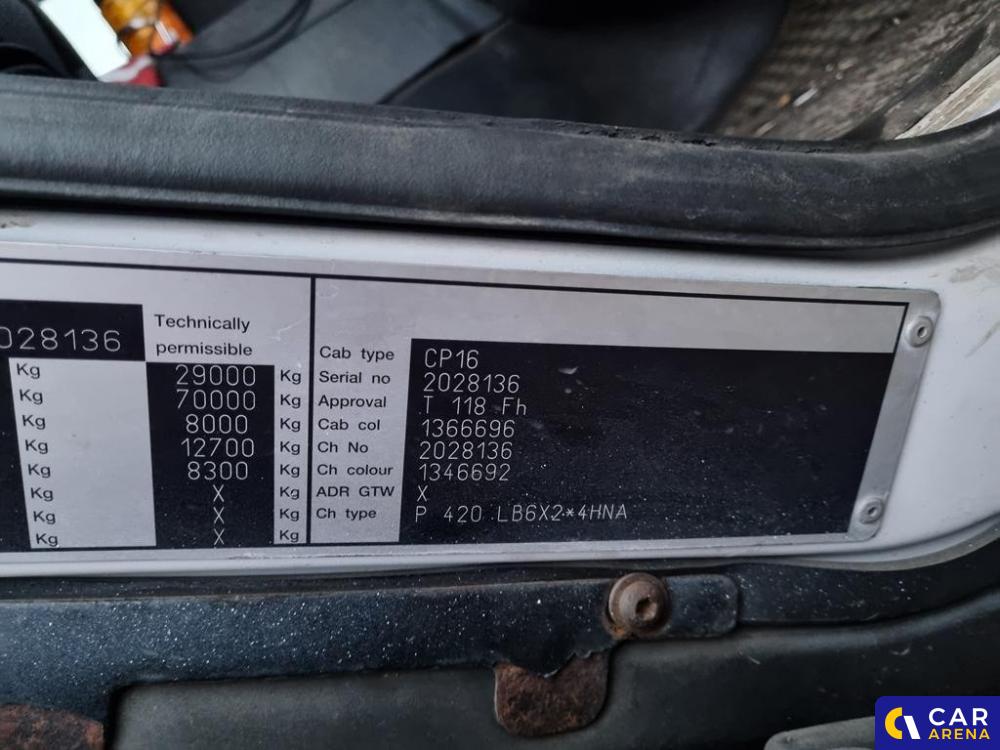 028136
Technically
permissible
Kg 29000 Kg
Kg 70000 Kg
Kg 8000 Kg
Kg 12700 Kg
Kg 8300 Kg
Kg X Kg
Kg X Kg
Kg X Kg
Cab type CP16
Serial no 2028136
Approval T 118 Fh
Cab col 1366696
Ch No 2028136
Ch colour 1346692
ADR GTW X
Ch type P 420 LB6X2*4HNA
CAR
ARENA